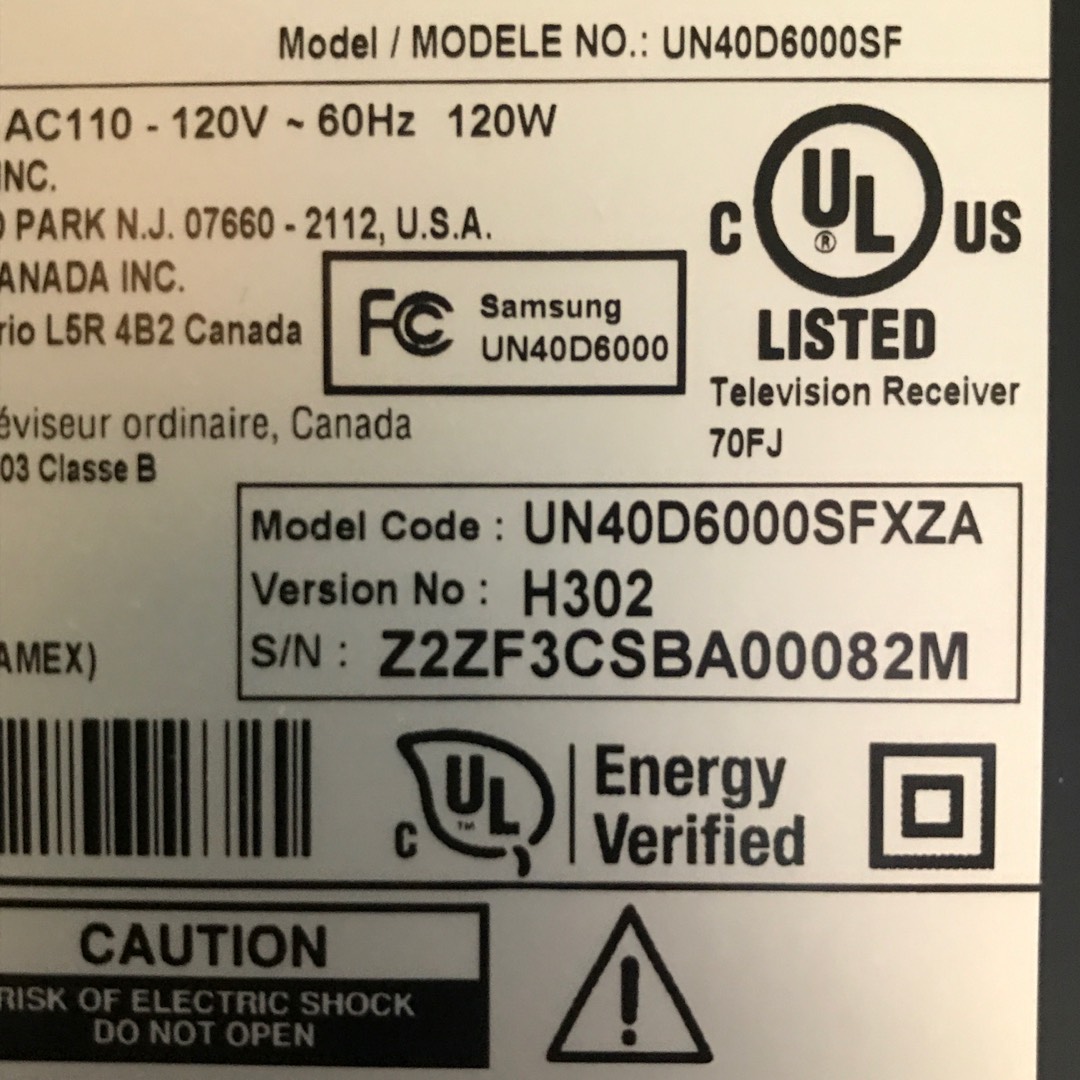 Model / MODELE NO.: UN40D6000SF
AC110 - 120V ~ 60Hz 120W
INC.
PARK N.J. 07660 - 2112, U.S.A.
ANADA INC.
rio L5R 4B2 Canada
FC Samsung
UN40D6000
C UL® US
LISTED
Television Receiver
70FJ
éviseur ordinaire, Canada
03 Classe B
Model Code : UN40D6000SFXZA
Version No : H302
S/N : Z2ZF3CSBA00082M
AMEX)
C UL™ Energy
Verified
CAUTION
RISK OF ELECTRIC SHOCK
DO NOT OPEN
!